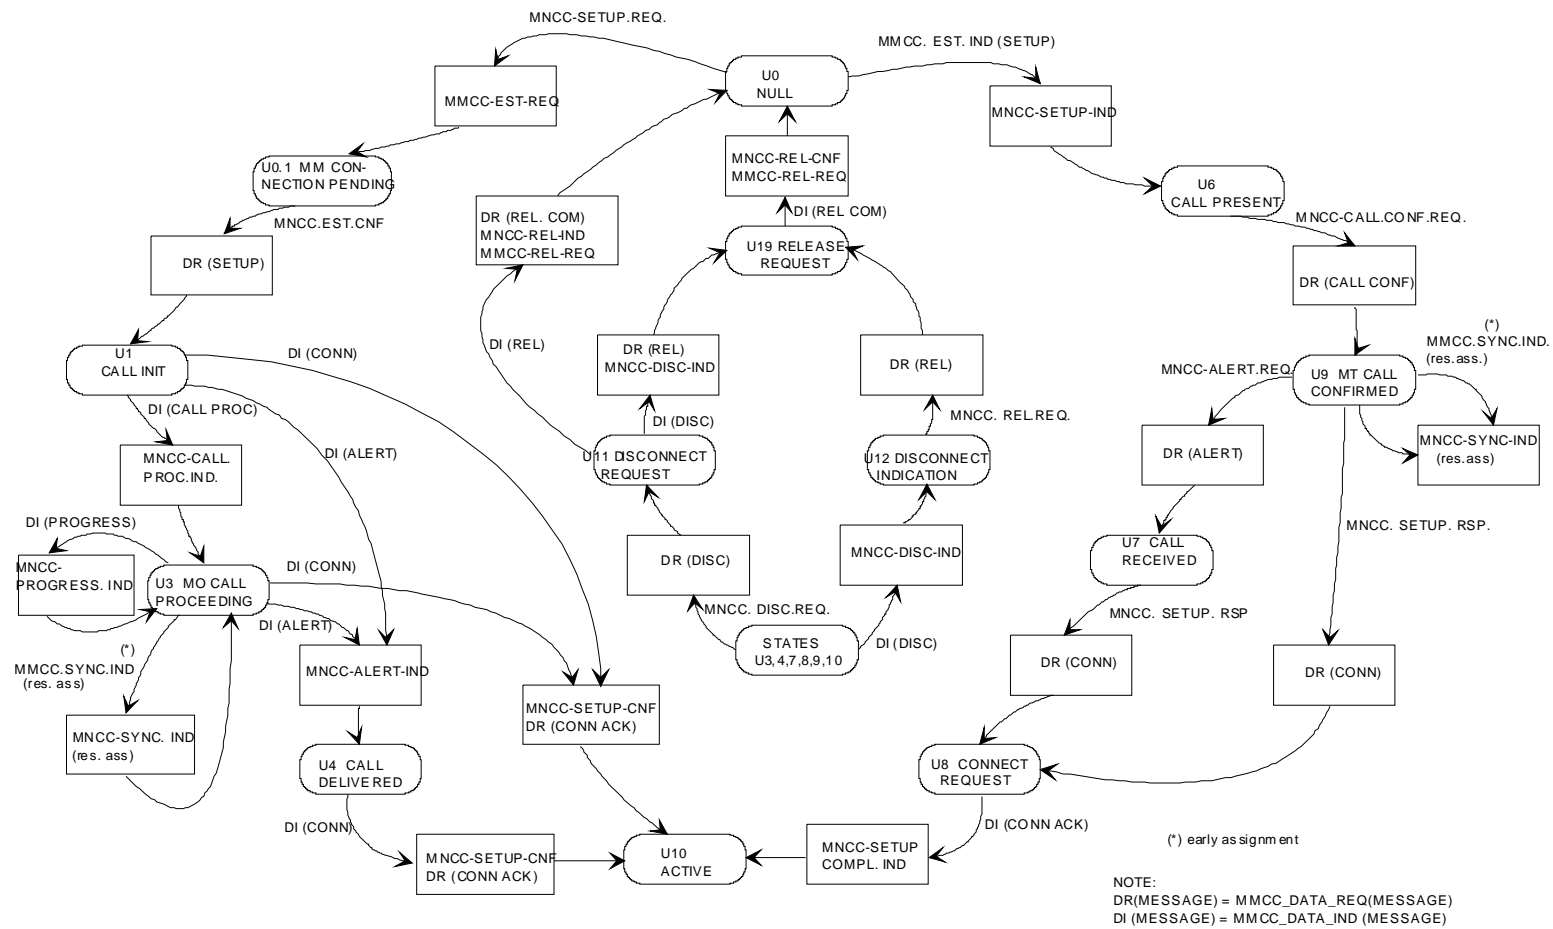 MNCC-SETUP.REQ.
MMCC. EST. IND (SETUP)
U0
NULL
MMCC-EST-REQ
MNCC-SETUP-IND
MNCC-REL-CNF
MMCC-REL-REQ
U0.1 MM CON-
NECTION PENDING
U6
CALL PRESENT
MNCC.EST.CNF
DR (REL. COM)
MNCC-REL-IND
MMCC-REL-REQ
DI (REL COM)
MNCC-CALL.CONF.REQ.
DR (SETUP)
U19 RELEASE
REQUEST
DR (CALL CONF)
(*)
MMCC.SYNC.IND.
(res.ass.)
U1
CALL INIT
DI (CONN)
DI (REL)
DR (REL)
MNCC-DISC-IND
DR (REL)
MNCC-ALERT.REQ.
U9 MT CALL
CONFIRMED
DI (CALL PROC)
DI (DISC)
MNCC. REL.REQ.
MNCC-CALL.
PROC.IND.
DI (ALERT)
U11 DISCONNECT
REQUEST
U12 DISCONNECT
INDICATION
DR (ALERT)
MNCC-SYNC-IND
(res.ass)
DI (PROGRESS)
MNCC. SETUP. RSP.
MNCC-
PROGRESS. IND
U3 MO CALL
PROCEEDING
DI (CONN)
DR (DISC)
MNCC-DISC-IND
U7 CALL
RECEIVED
DI (ALERT)
MNCC. DISC.REQ.
MNCC. SETUP. RSP
(*)
MMCC.SYNC.IND
(res. ass)
STATES
U3,4,7,8,9,10
DI (DISC)
MNCC-ALERT-IND
DR (CONN)
DR (CONN)
MNCC-SYNC. IND
(res. ass)
MNCC-SETUP-CNF
DR (CONN ACK)
U4 CALL
DELIVERED
U8 CONNECT
REQUEST
DI (CONN)
DI (CONN ACK)
MNCC-SETUP-CNF
DR (CONN ACK)
U10
ACTIVE
MNCC-SETUP
COMPL. IND
(*) early assignment
NOTE:
DR(MESSAGE) = MMCC_DATA_REQ(MESSAGE)
DI (MESSAGE) = MMCC_DATA_IND (MESSAGE)